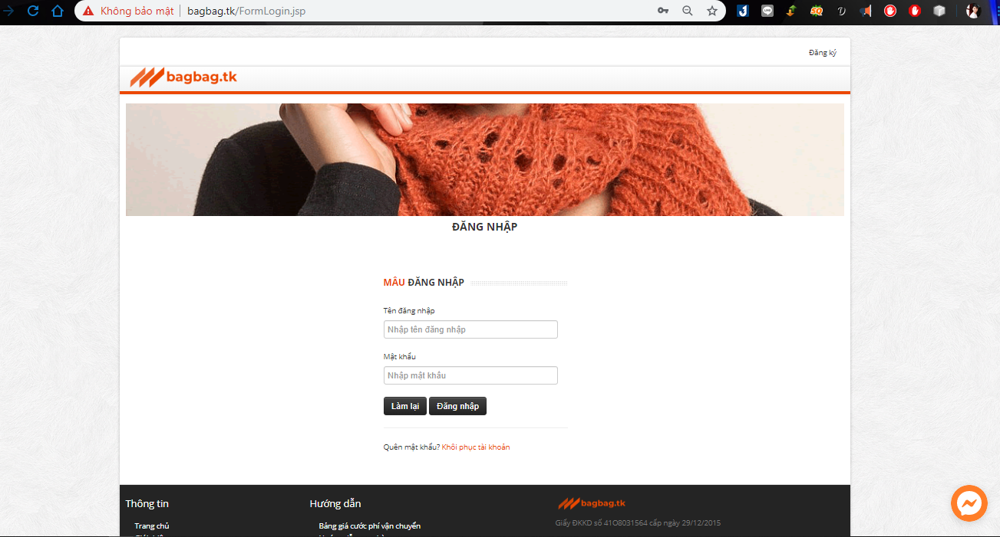 Không bảo mật
bagbag.tk/FormLogin.jsp
Đăng ký
bagbag.tk
ĐĂNG NHẬP
MẪU ĐĂNG NHẬP
Tên đăng nhập
Nhập tên đăng nhập
Mật khẩu
Nhập mật khẩu
Làm lại Đăng nhập
Quên mật khẩu? Khôi phục tài khoản
Thông tin
Trang chủ
Hướng dẫn
Bảng giá cước phí vận chuyển
bagbag.tk
Giấy ĐKKD số 41O8031564 cấp ngày 29/12/2015